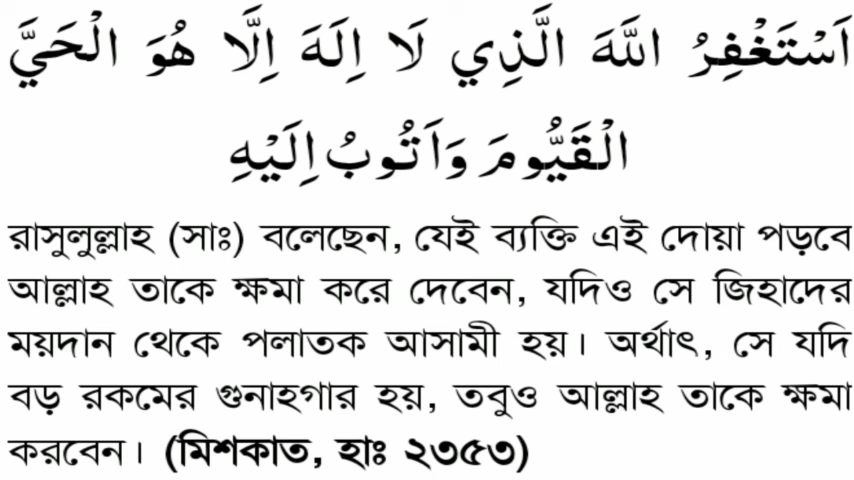 اَسْتَغْفِرُ اللَّهَ الَّذِي لَا اِلَهَ اِلَّا هُوَ الْحَيَّ
الْقَيُّومَ وَاَتُوبُ اِلَيْهِ
রাসুলুল্লাহ (সাঃ) বলেছেন, যেই ব্যক্তি এই দোয়া পড়বে
আল্লাহ তাকে ক্ষমা করে দেবেন, যদিও সে জিহাদের
ময়দান থেকে পলাতক আসামী হয়। অর্থাৎ, সে যদি
বড় রকমের গুনাহগার হয়, তবুও আল্লাহ তাকে ক্ষমা
করবেন। (মিশকাত, হাঃ ২৩৫৩)